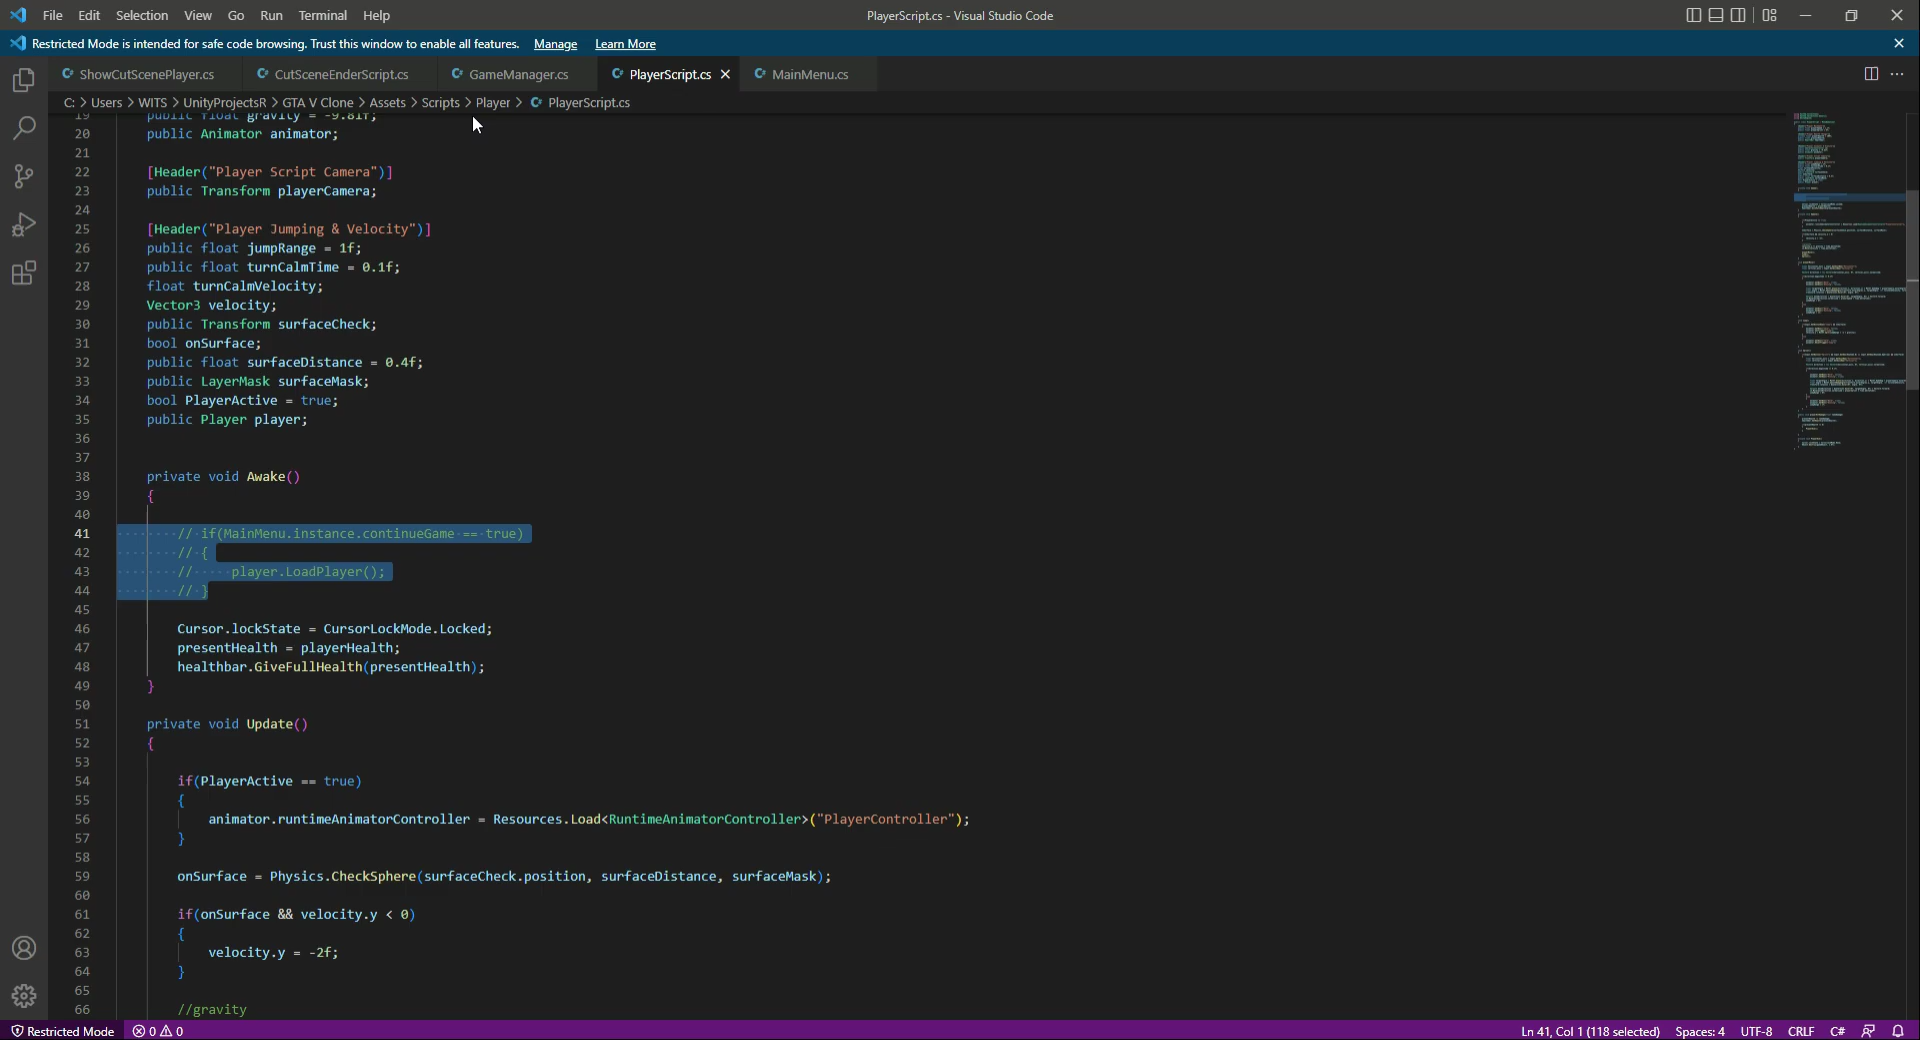 File Edit Selection View Go Run Terminal Help
PlayerScript.cs - Visual Studio Code
Restricted Mode is intended for safe code browsing. Trust this window to enable all features. Manage Learn More
ShowCutScenePlayer.cs CutSceneEnderScript.cs GameManager.cs PlayerScript.cs MainMenu.cs
C: > Users > WITS > UnityProjectsR > GTA V Clone > Assets > Scripts > Player > PlayerScript.cs
19 public float gravity = -9.81f;
20 public Animator animator;
21
22 [Header("Player Script Camera")]
23 public Transform playerCamera;
24
25 [Header("Player Jumping & Velocity")]
26 public float jumpRange = 1f;
27 public float turnCalmTime = 0.1f;
28 float turnCalmVelocity;
29 Vector3 velocity;
30 public Transform surfaceCheck;
31 bool onSurface;
32 public float surfaceDistance = 0.4f;
33 public LayerMask surfaceMask;
34 bool PlayerActive = true;
35 public Player player;
36
37
38 private void Awake()
39 {
40
41 // if(MainMenu.instance.continueGame == true)
42 // {
43 // player.LoadPlayer();
44 // }
45
46 Cursor.lockState = CursorLockMode.Locked;
47 presentHealth = playerHealth;
48 healthbar.GiveFullHealth(presentHealth);
49 }
50
51 private void Update()
52 {
53
54 if(PlayerActive == true)
55 {
56 animator.runtimeAnimatorController = Resources.Load<RuntimeAnimatorController>("PlayerController");
57 }
58
59 onSurface = Physics.CheckSphere(surfaceCheck.position, surfaceDistance, surfaceMask);
60
61 if(onSurface && velocity.y < 0)
62 {
63 velocity.y = -2f;
64 }
65
66 //gravity
Restricted Mode 0 0 Ln 41, Col 1 (118 selected) Spaces: 4 UTF-8 CRLF C#